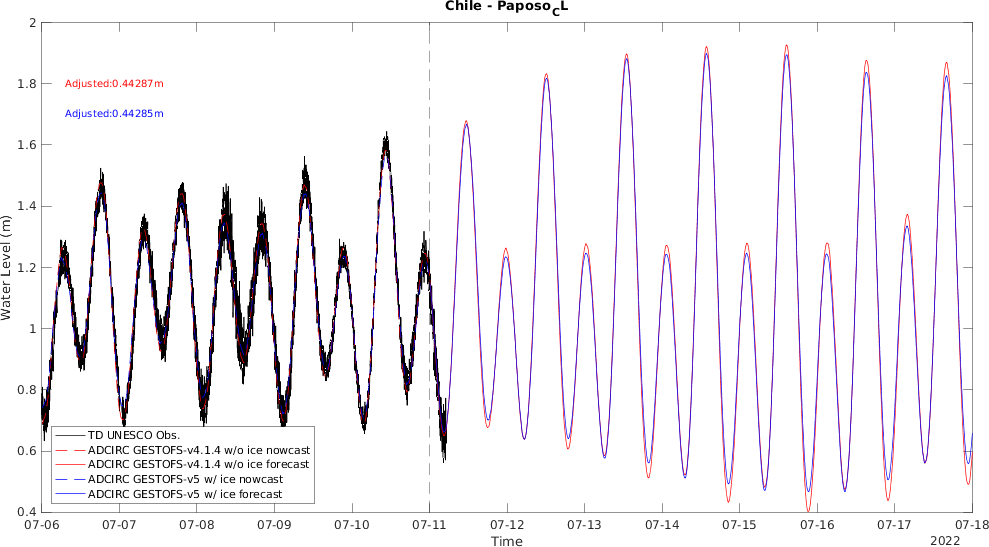 Chile - Paposo_CL
2
1.8
1.6
1.4
1.2
1
0.8
0.6
0.4
Water Level (m)
Adjusted:0.44287m
Adjusted:0.44285m
TD UNESCO Obs.
ADCIRC GESTOFS-v4.1.4 w/o ice nowcast
ADCIRC GESTOFS-v4.1.4 w/o ice forecast
ADCIRC GESTOFS-v5 w/ ice nowcast
ADCIRC GESTOFS-v5 w/ ice forecast
07-06 07-07 07-08 07-09 07-10 07-11 07-12 07-13 07-14 07-15 07-16 07-17 07-18
Time
2022